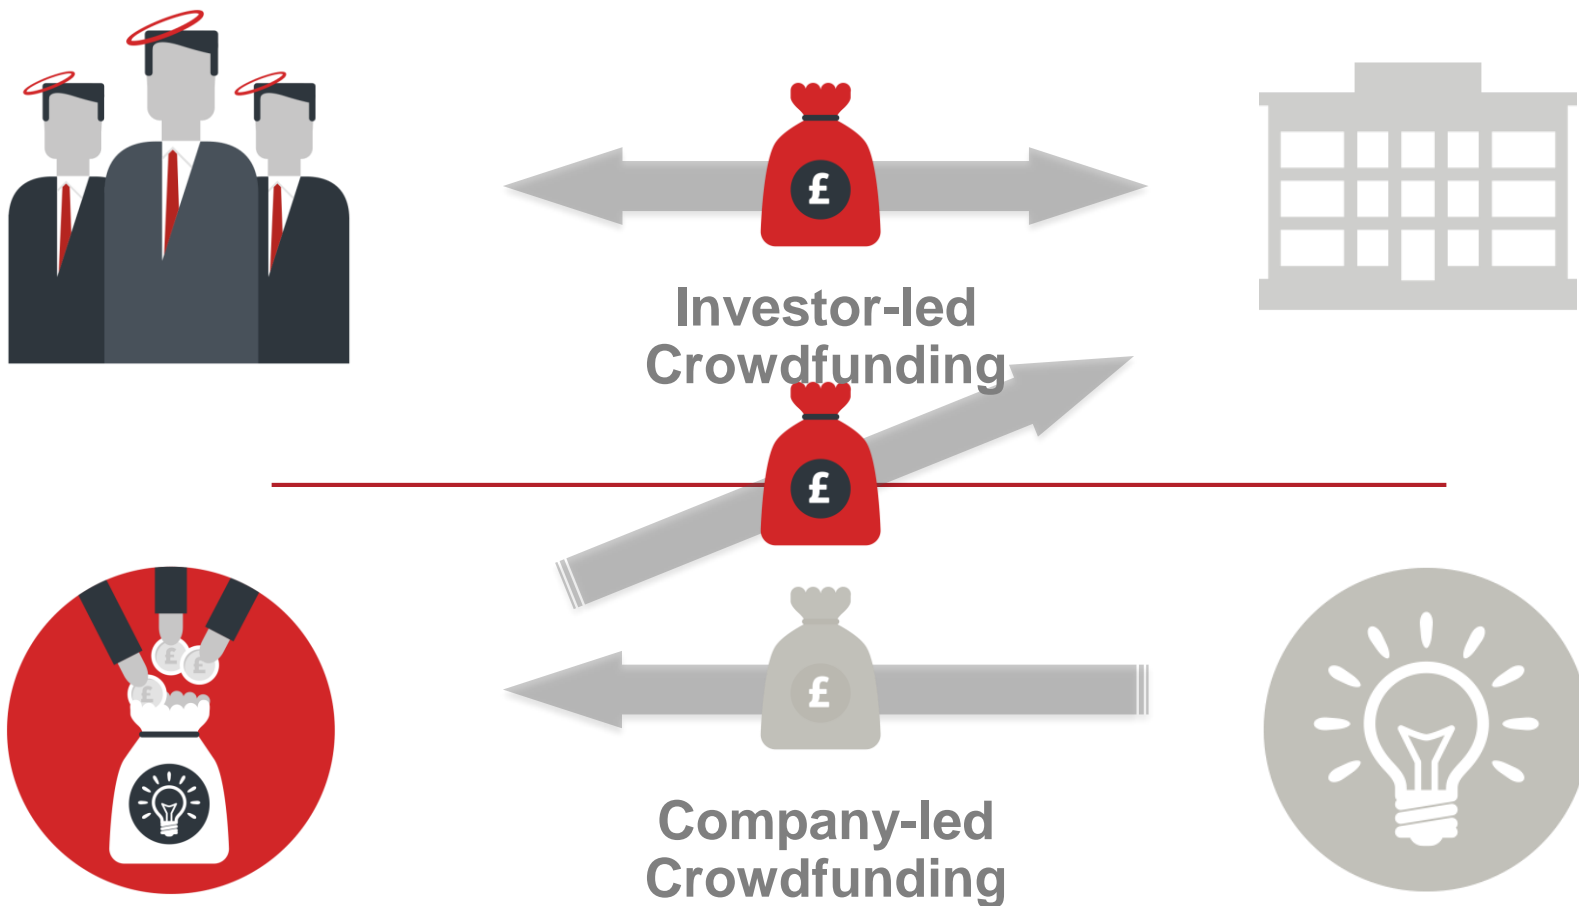 £
Investor-led
Crowdfunding
£
£
£
£
£
Company-led
Crowdfunding